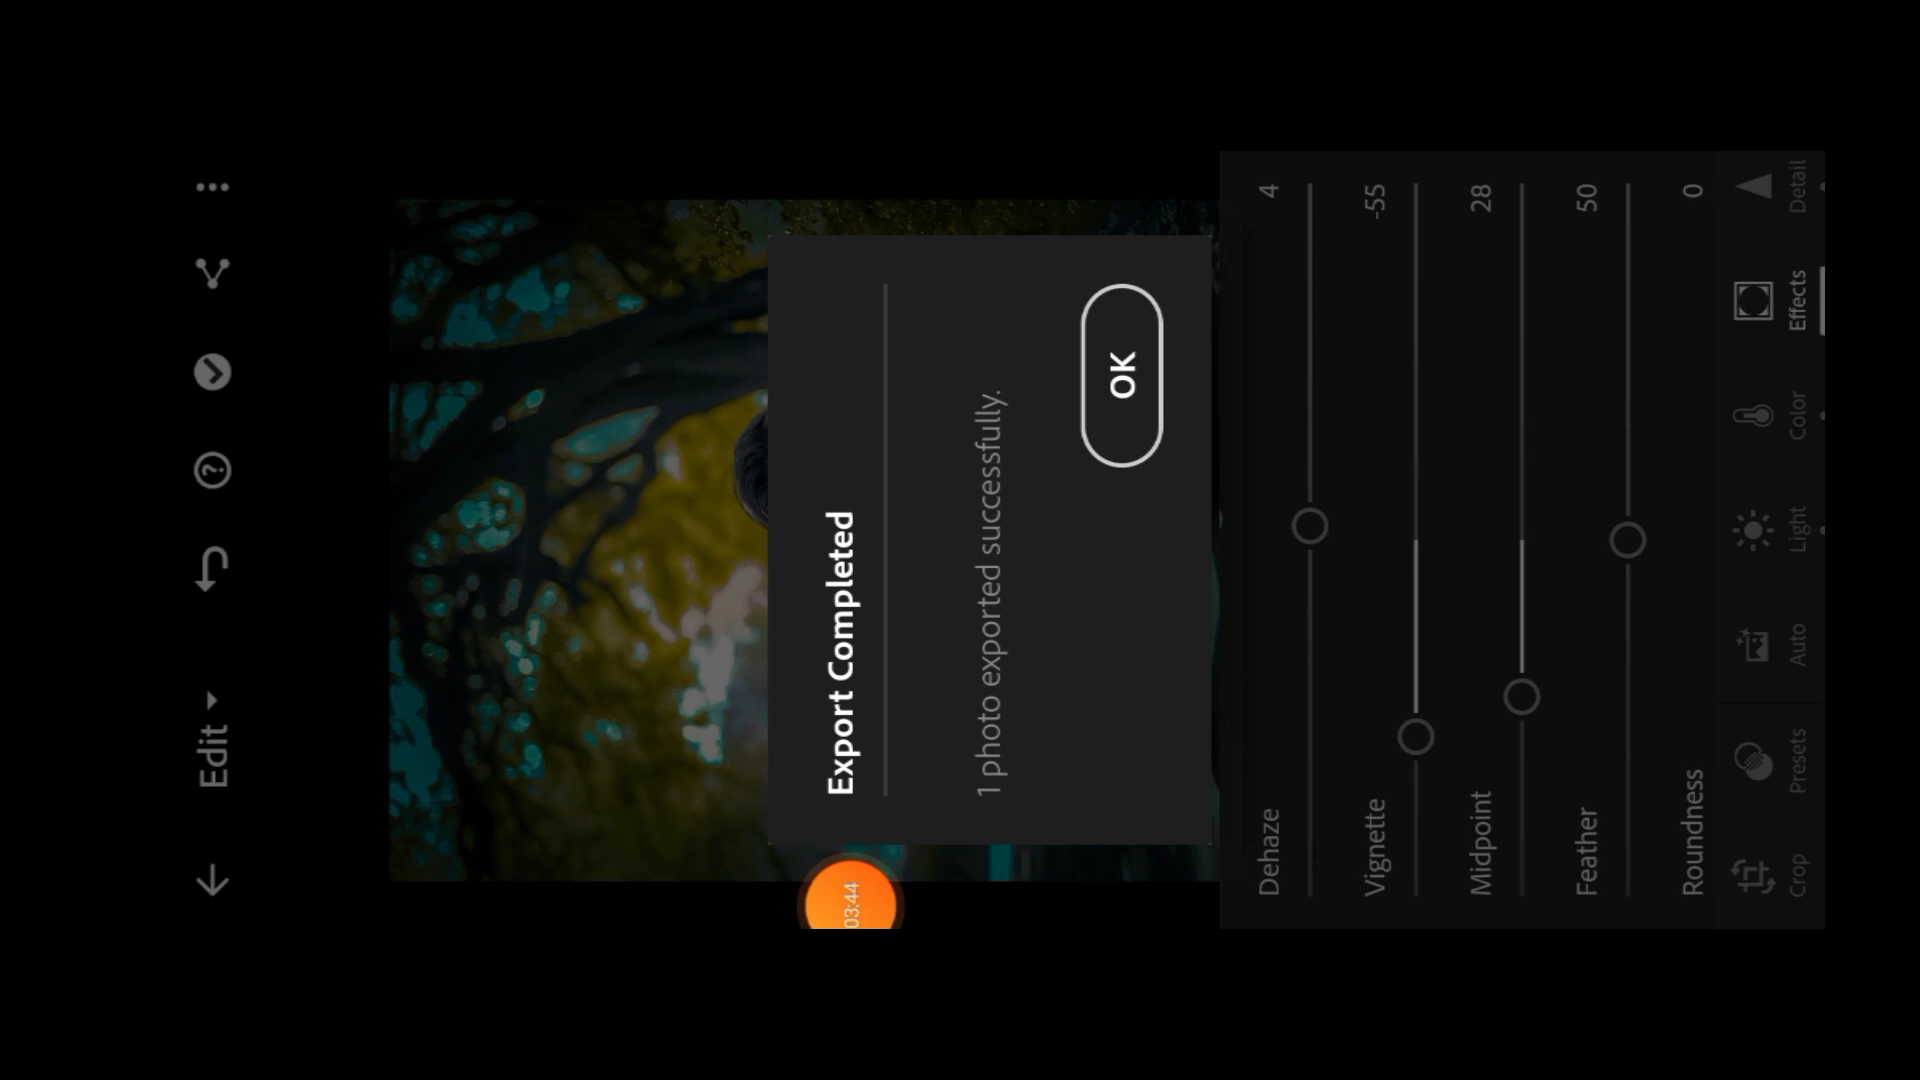 Edit
Export Completed
1 photo exported successfully.
OK
03:44
Dehaze 4
Vignette -55
Midpoint 28
Feather 50
Roundness 0
Crop Presets Auto Light Color Effects Detail